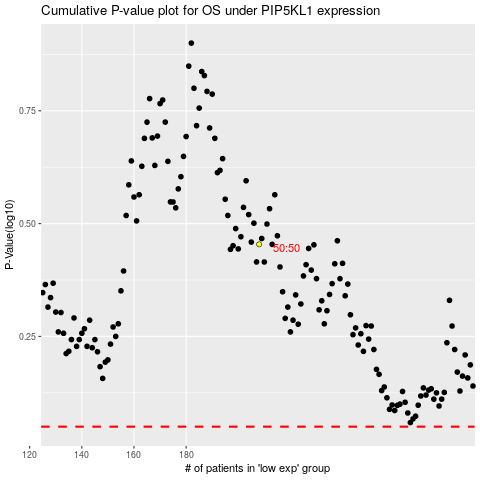 Cumulative P-value plot for OS under PIP5KL1 expression
P-Value(log10)
0.75
0.50
0.25
50:50
120
140
160
180
# of patients in 'low exp' group